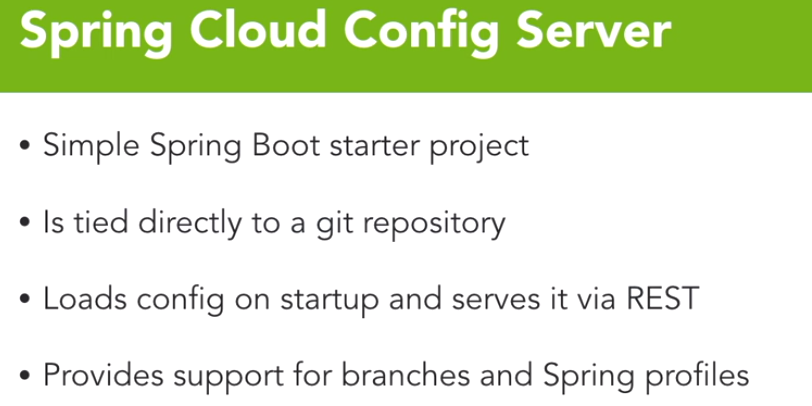 Spring Cloud Config Server
• Simple Spring Boot starter project
• Is tied directly to a git repository
• Loads config on startup and serves it via REST
• Provides support for branches and Spring profiles